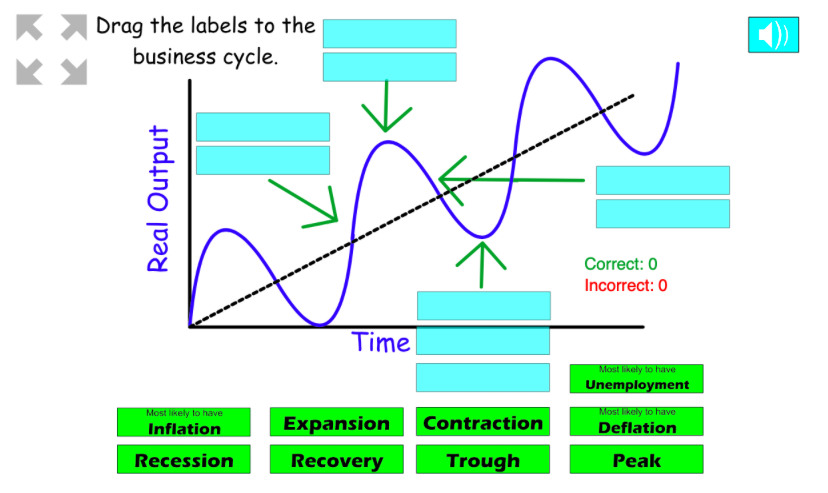 Drag the labels to the
business cycle.
Real Output
Correct: 0
Incorrect: 0
Time
Most likely to have
Unemployment
Most likely to have
Inflation
Expansion
Contraction
Most likely to have
Deflation
Recession
Recovery
Trough
Peak